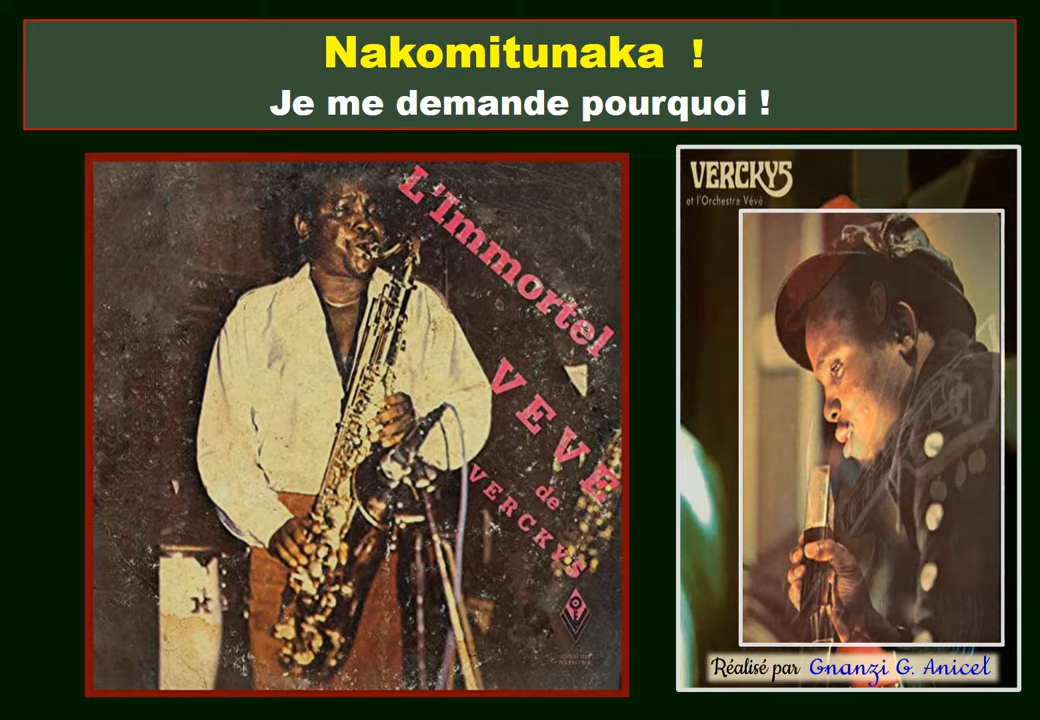 Nakomitunaka !
Je me demande pourquoi !
L'Immortel
VEVE
de
VERCKYS
VERCKYS
et l'Orchestre Vévé
Réalisé par Gnanzi G. Anicet